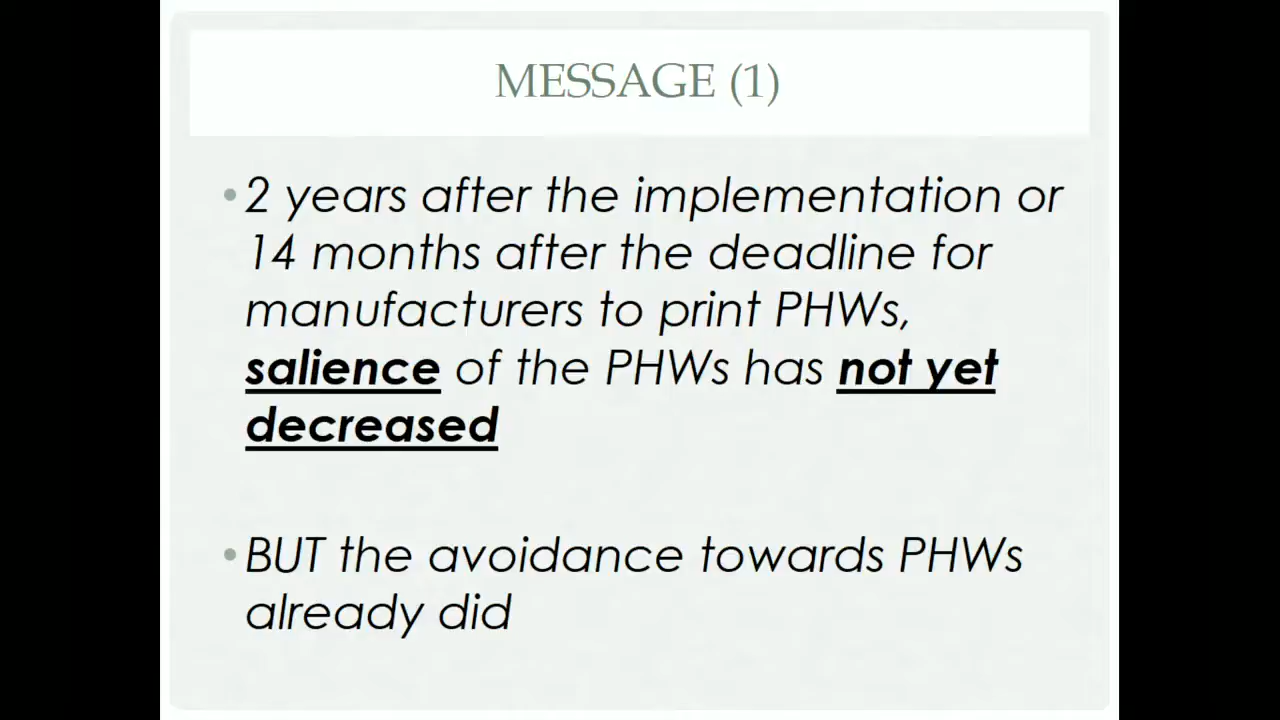 MESSAGE (1)
• 2 years after the implementation or
14 months after the deadline for
manufacturers to print PHWs,
salience of the PHWs has not yet
decreased
• BUT the avoidance towards PHWs
already did